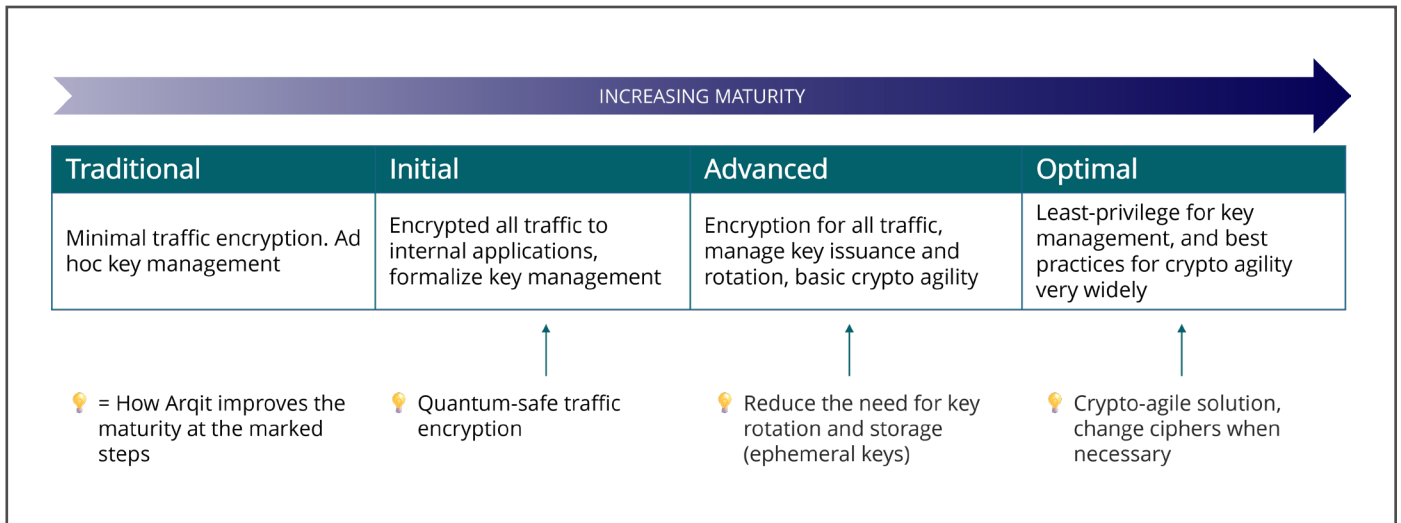 INCREASING MATURITY
Traditional
Initial
Advanced
Optimal
Minimal traffic encryption. Ad
hoc key management
Encrypted all traffic to
internal applications,
formalize key management
Encryption for all traffic,
manage key issuance and
rotation, basic crypto agility
Least-privilege for key
management, and best
practices for crypto agility
very widely
= How Arqit improves the
maturity at the marked
steps
Quantum-safe traffic
encryption
Reduce the need for key
rotation and storage
(ephemeral keys)
Crypto-agile solution,
change ciphers when
necessary